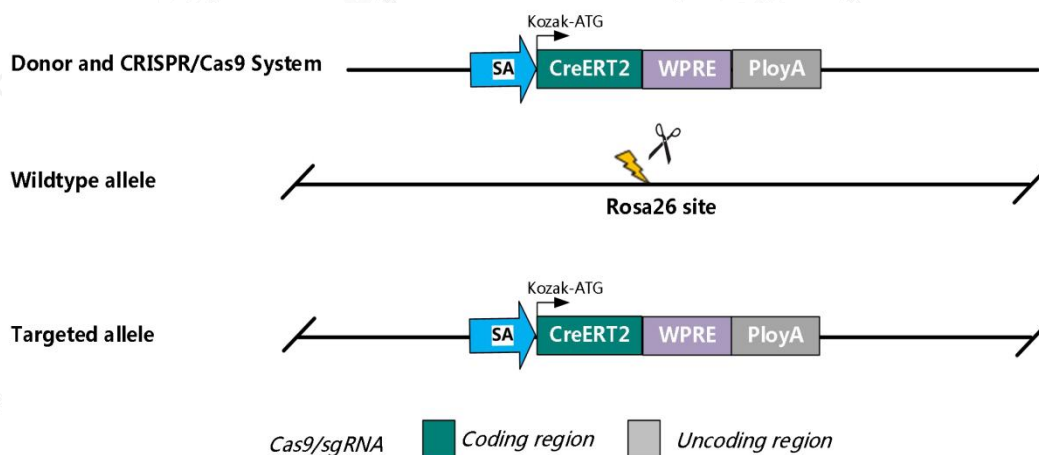 Kozak-ATG
Donor and CRISPR/Cas9 System SA CreERT2 WPRE PloyA
Wildtype allele
Rosa26 site
Kozak-ATG
Targeted allele SA CreERT2 WPRE PloyA
Cas9/sgRNA Coding region Uncoding region